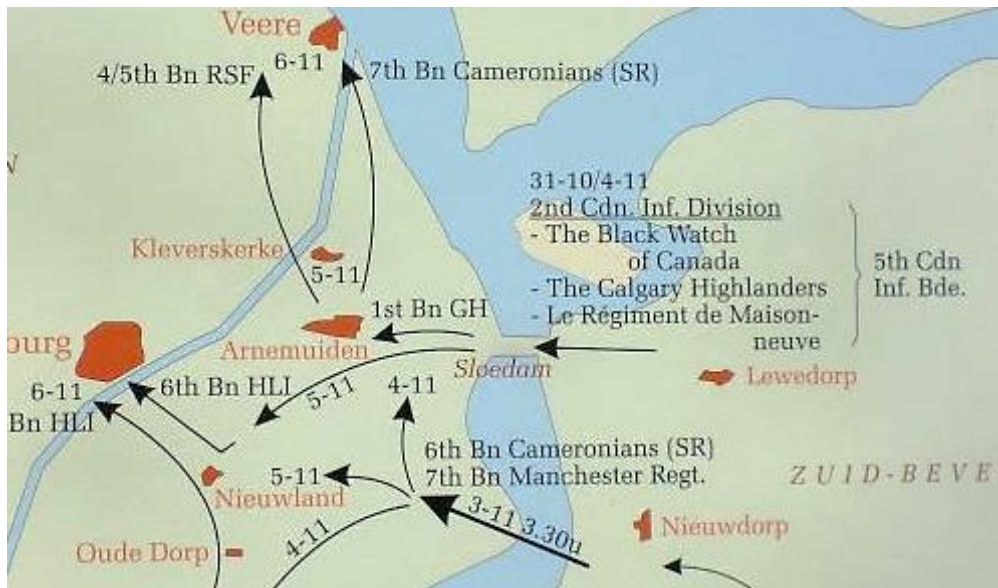 Veere
6-11
4/5th Bn RSF
7th Bn Cameronians (SR)
31-10/4-11
2nd Cdn. Inf. Division
- The Black Watch
of Canada
- The Calgary Highlanders
- Le Régiment de Maison-
neuve
5th Cdn
Inf. Bde.
Kleverskerke
5-11
1st Bn GH
Arnemuiden
ourg
Sloedam
Lewedorp
6-11
6th Bn HLI
5-11
4-11
Bn HLI
6th Bn Cameronians (SR)
7th Bn Manchester Regt.
ZUID-BEVE
5-11
Nieuwland
3-11 3.30u
Nieuwdorp
4-11
Oude Dorp